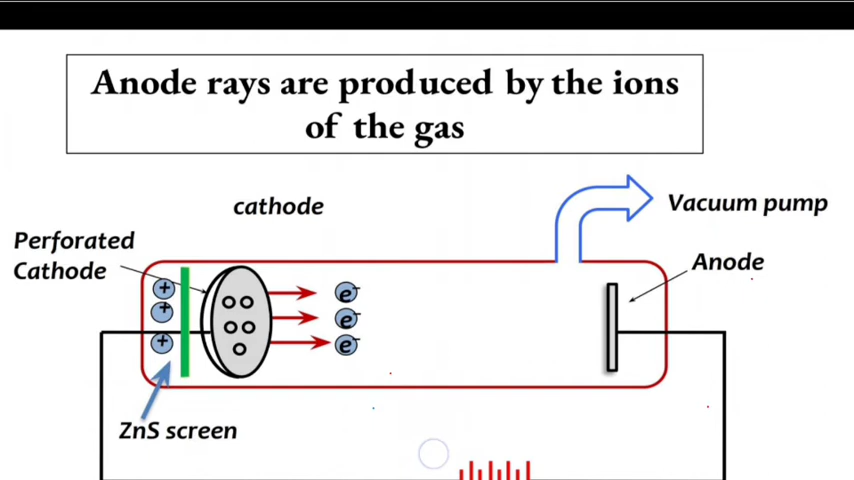 Anode rays are produced by the ions
of the gas
cathode
Vacuum pump
Perforated
Cathode
Anode
+
+
+
e⁻
e⁻
e⁻
ZnS screen